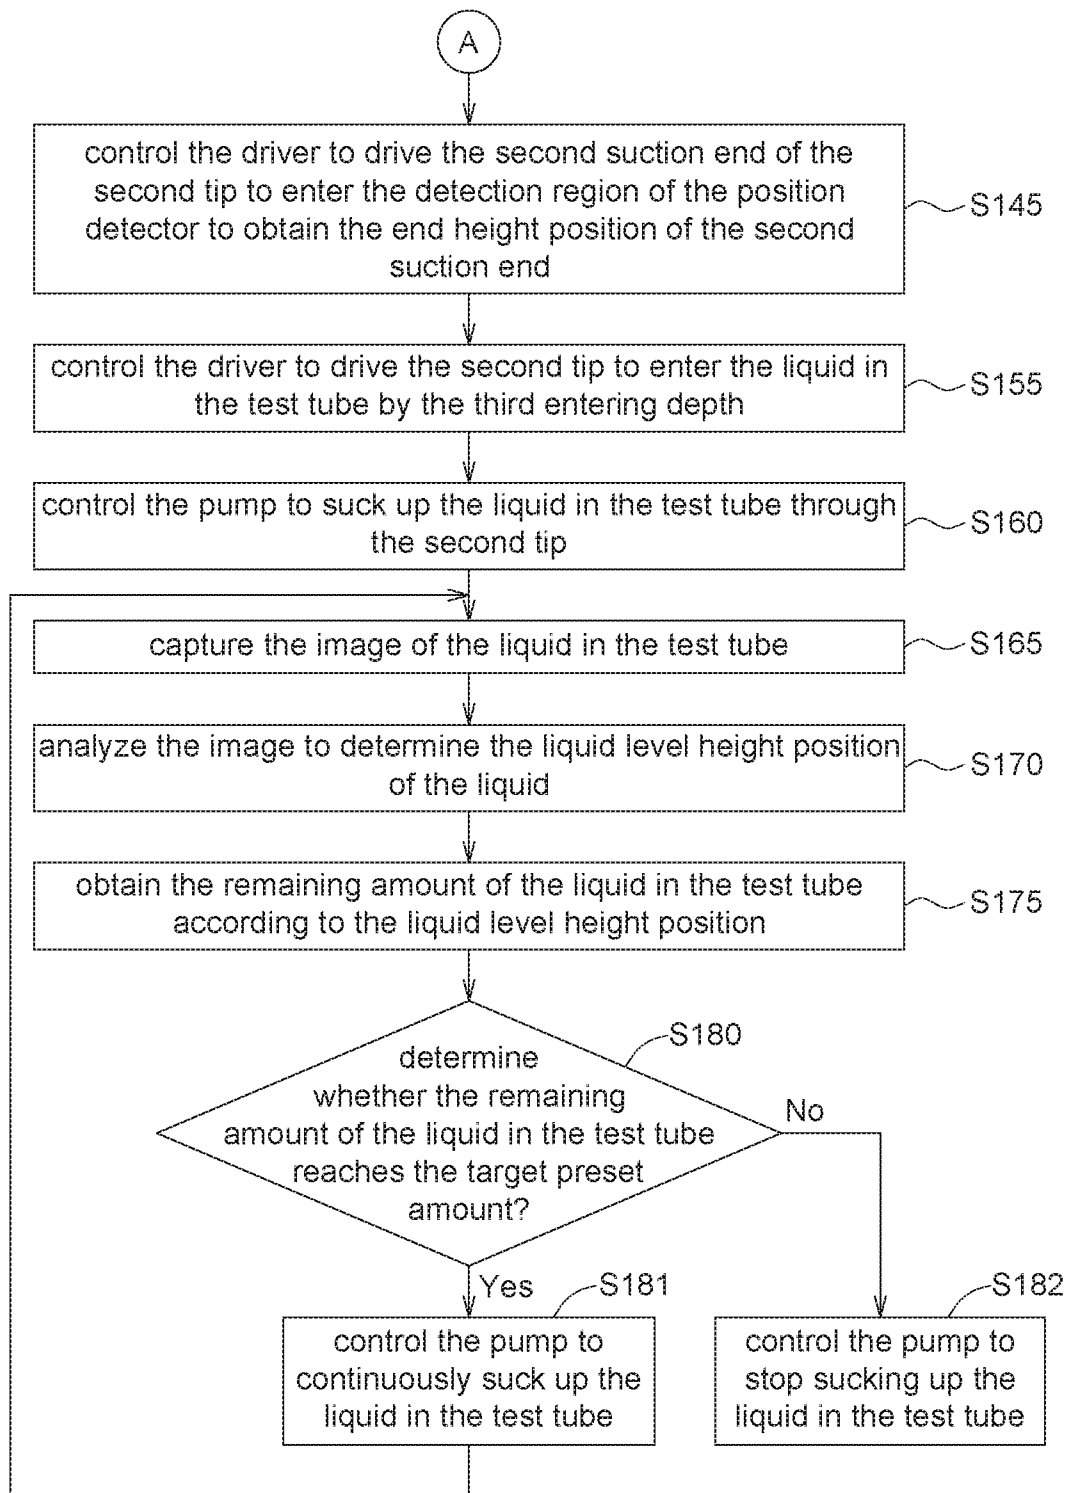 A
control the driver to drive the second suction end of the
second tip to enter the detection region of the position
detector to obtain the end height position of the second
suction end
S145
control the driver to drive the second tip to enter the liquid in
the test tube by the third entering depth
S155
control the pump to suck up the liquid in the test tube through
the second tip
S160
capture the image of the liquid in the test tube
S165
analyze the image to determine the liquid level height position
of the liquid
S170
obtain the remaining amount of the liquid in the test tube
according to the liquid level height position
S175
S180
determine
whether the remaining
amount of the liquid in the test tube
reaches the target preset
amount?
No
Yes
S181
S182
control the pump to
continuously suck up the
liquid in the test tube
control the pump to
stop sucking up the
liquid in the test tube